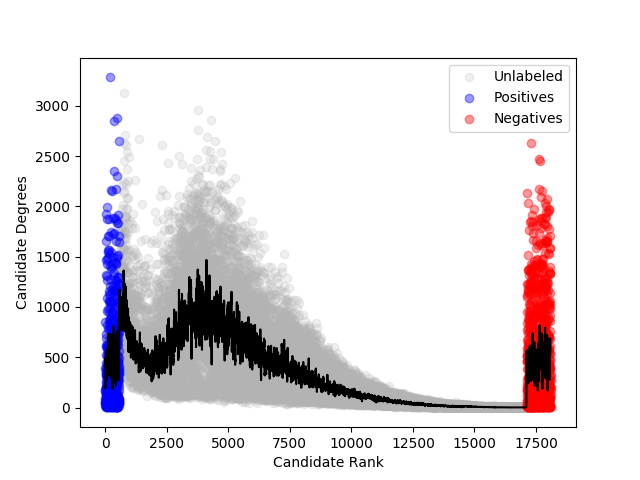 Unlabeled
Positives
Negatives
3000
2500
2000
1500
1000
500
0
Candidate Degrees
0 2500 5000 7500 10000 12500 15000 17500
Candidate Rank